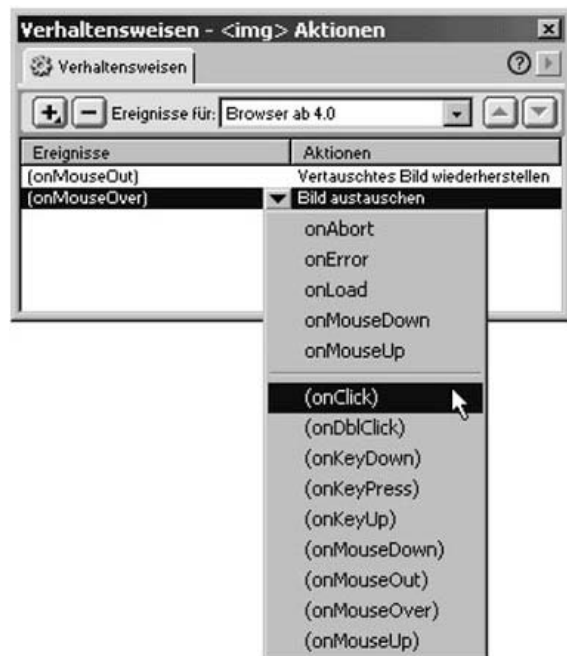 Verhaltensweisen - <img> Aktionen
Verhaltensweisen
Ereignisse für: Browser ab 4.0
Ereignisse Aktionen
(onMouseOut) Vertauschtes Bild wiederherstellen
(onMouseOver) Bild austauschen
onAbort
onError
onLoad
onMouseDown
onMouseUp
(onClick)
(onDblClick)
(onKeyDown)
(onKeyPress)
(onKeyUp)
(onMouseDown)
(onMouseOut)
(onMouseOver)
(onMouseUp)